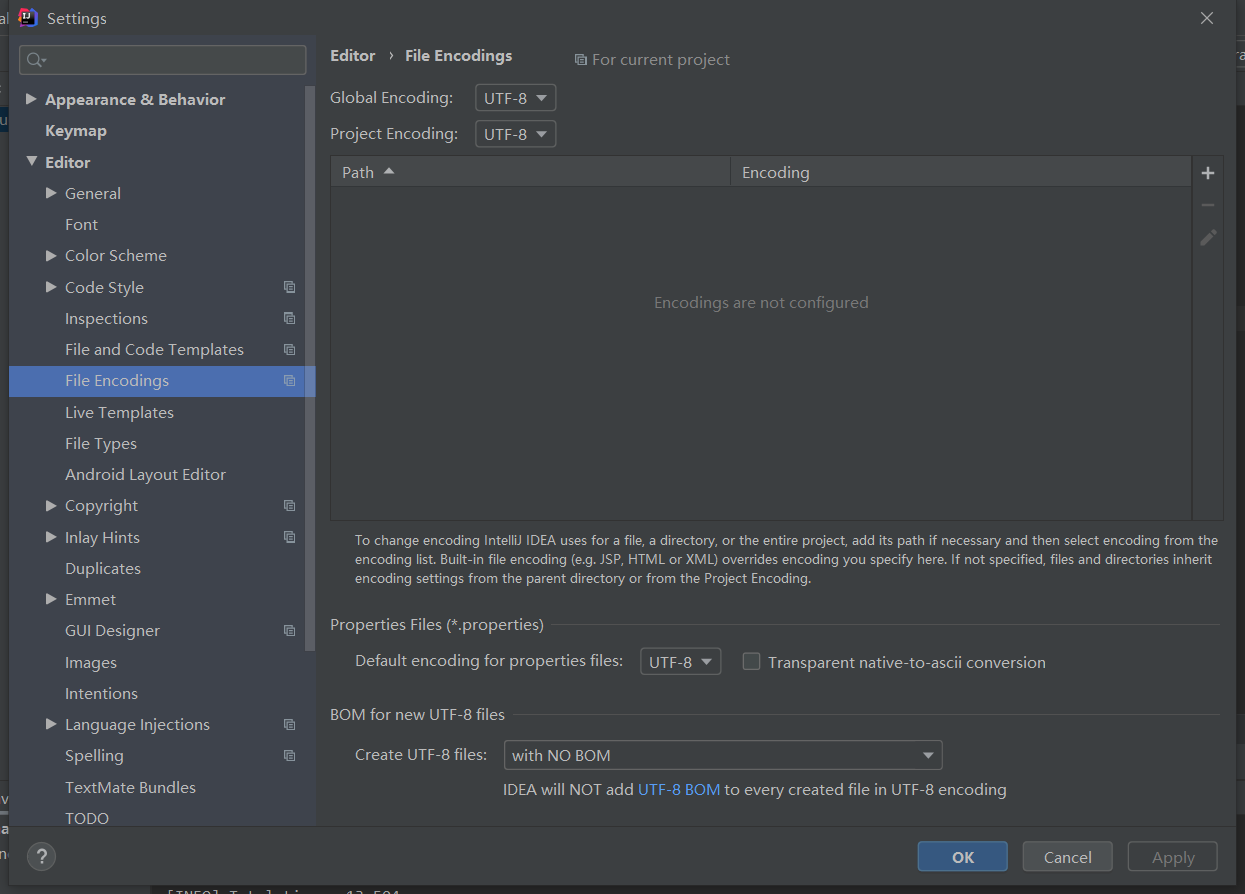 Settings
Appearance & Behavior
Keymap
Editor
General
Font
Color Scheme
Code Style
Inspections
File and Code Templates
File Encodings
Live Templates
File Types
Android Layout Editor
Copyright
Inlay Hints
Duplicates
Emmet
GUI Designer
Images
Intentions
Language Injections
Spelling
TextMate Bundles
TODO
Editor › File Encodings For current project
Global Encoding: UTF-8
Project Encoding: UTF-8
Path Encoding
Encodings are not configured
To change encoding IntelliJ IDEA uses for a file, a directory, or the entire project, add its path if necessary and then select encoding from the
encoding list. Built-in file encoding (e.g. JSP, HTML or XML) overrides encoding you specify here. If not specified, files and directories inherit
encoding settings from the parent directory or from the Project Encoding.
Properties Files (*.properties)
Default encoding for properties files: UTF-8 Transparent native-to-ascii conversion
BOM for new UTF-8 files
Create UTF-8 files: with NO BOM
IDEA will NOT add UTF-8 BOM to every created file in UTF-8 encoding
? OK Cancel Apply